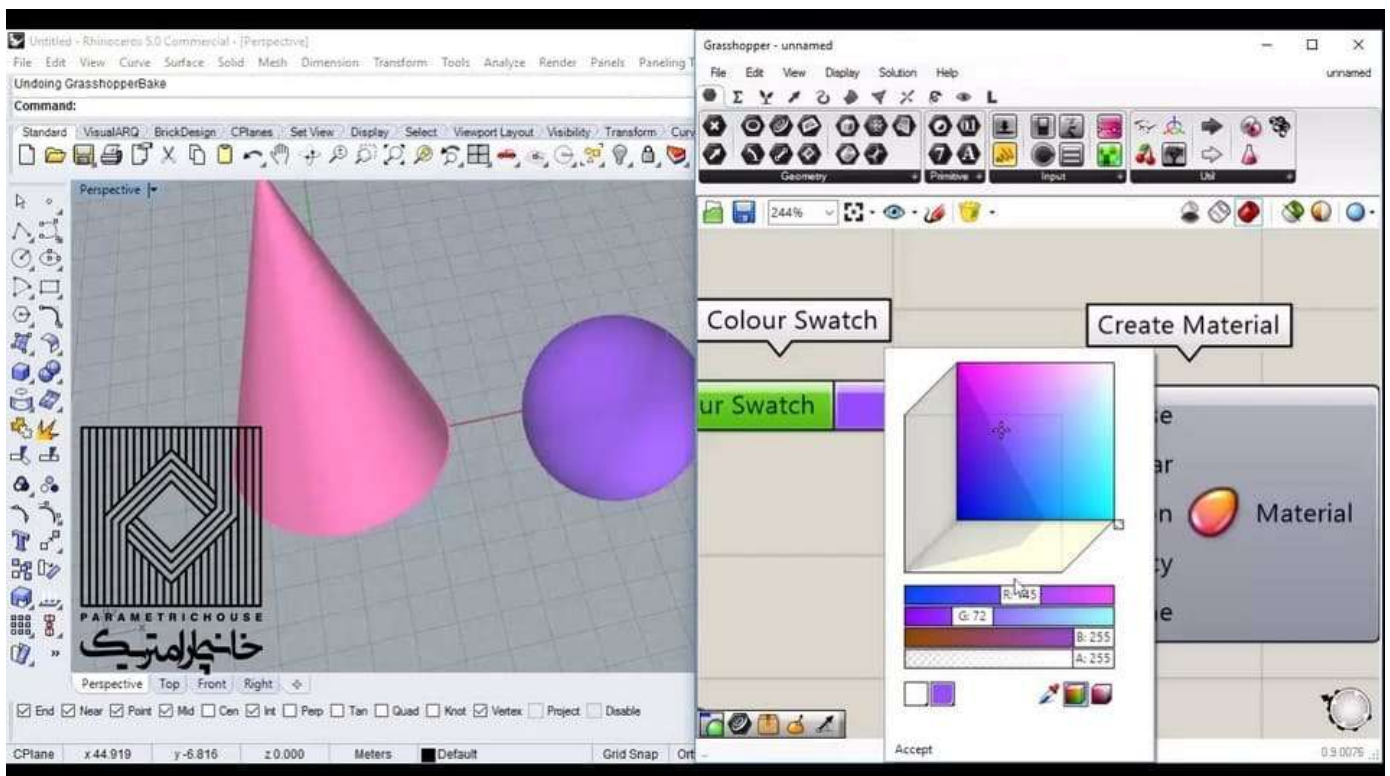 Untitled - Rhinoceros 5.0 Commercial - [Perspective]
File Edit View Curve Surface Solid Mesh Dimension Transform Tools Analyze Render Panels Paneling T
Undoing GrasshopperBake
Command:
Standard VisualARQ BrickDesign CPlanes Set View Display Select Viewport Layout Visibility Transform Curv
Perspective
PARAMETRICHOUSE
خانه پارامتریک
Perspective Top Front Right
End Near Point Mid Cen Int Perp Tan Quad Knot Vertex Project Disable
CPlane x 44.919 y -6.816 z 0.000 Meters Default Grid Snap Ort
Grasshopper - unnamed
File Edit View Display Solution Help unnamed
Geometry Primitive Input Util
244%
Colour Swatch
Create Material
ur Swatch
e
ar
n
Material
y
e
G: 72
B: 255
A: 255
Accept
0.9.0076